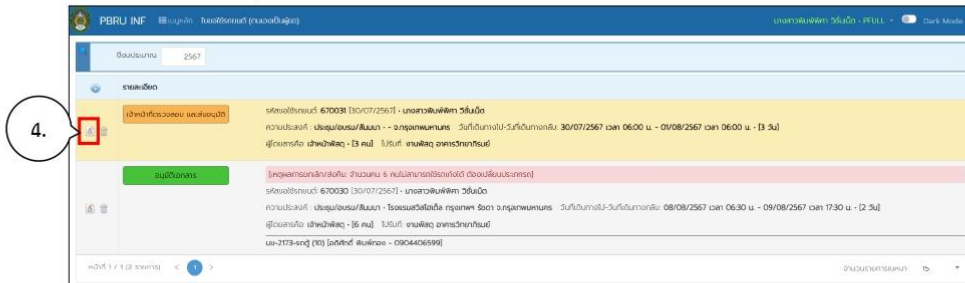 PBRU INF เมนูหลัก ใบขอใช้รถยนต์ (ตนเองเป็นผู้ขอ) นางสาวพิมพ์พิศา วิชั่นเน็ต - PFULL Dark Mode
ปีงบประมาณ 2567
รายละเอียด
4.
เจ้าหน้าที่ตรวจสอบ และส่งอนุมัติ
รหัสขอใช้รถยนต์: 670031 [30/07/2567] - นางสาวพิมพ์พิศา วิชั่นเน็ต
ความประสงค์ : ประชุม/อบรม/สัมมนา - - จ.กรุงเทพมหานคร วันที่เดินทางไป-วันที่เดินทางกลับ: 30/07/2567 เวลา 06:00 น. - 01/08/2567 เวลา 06:00 น. - [3 วัน]
ผู้โดยสารคือ: เจ้าหน้าพัสดุ - [3 คน] ไปรับที่: งานพัสดุ อาคารวิทยาภิรมย์
อนุมัติเอกสาร
[เหตุผลการยกเลิก/ส่งคืน: จำนวนคน 6 คนไม่สามารถใช้รถเก๋งได้ ต้องเปลี่ยนประเภทรถ]
รหัสขอใช้รถยนต์: 670030 [30/07/2567] - นางสาวพิมพ์พิศา วิชั่นเน็ต
ความประสงค์ : ประชุม/อบรม/สัมมนา - โรงแรมสวิสโฮเต็ล กรุงเทพฯ รัชดา จ.กรุงเทพมหานคร วันที่เดินทางไป-วันที่เดินทางกลับ: 08/08/2567 เวลา 06:30 น. - 09/08/2567 เวลา 17:30 น. - [2 วัน]
ผู้โดยสารคือ: เจ้าหน้าพัสดุ - [6 คน] ไปรับที่: งานพัสดุ อาคารวิทยาภิรมย์
นข-2173-รถตู้ (10) [อดิศักดิ์ พิมพ์ทอง - 0904406599]
หน้าที่ 1 / 1 (2 รายการ) < 1 > จำนวนรายการต่อหน้า 15